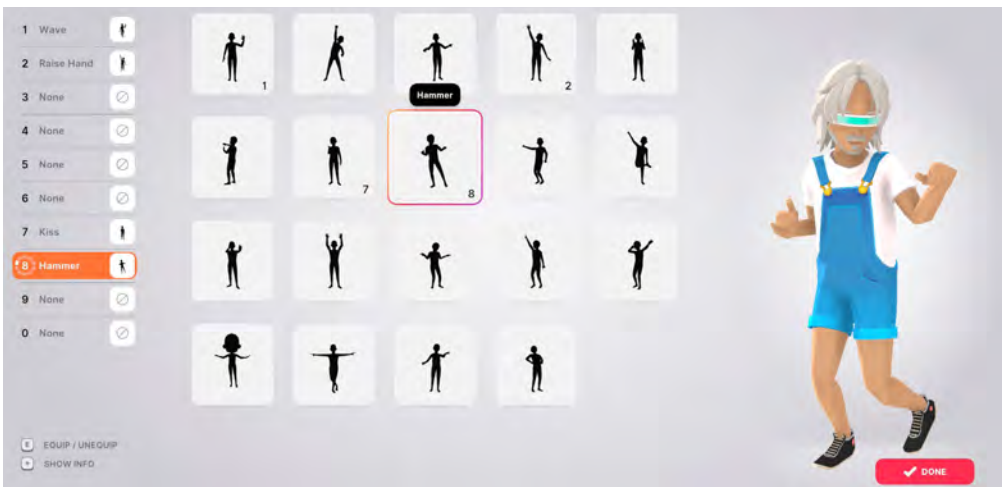 1 Wave
2 Raise Hand
3 None
4 None
5 None
6 None
7 Kiss
8 Hammer
9 None
0 None
E EQUIP / UNEQUIP
SHOW INFO
1
2
Hammer
7
8
DONE